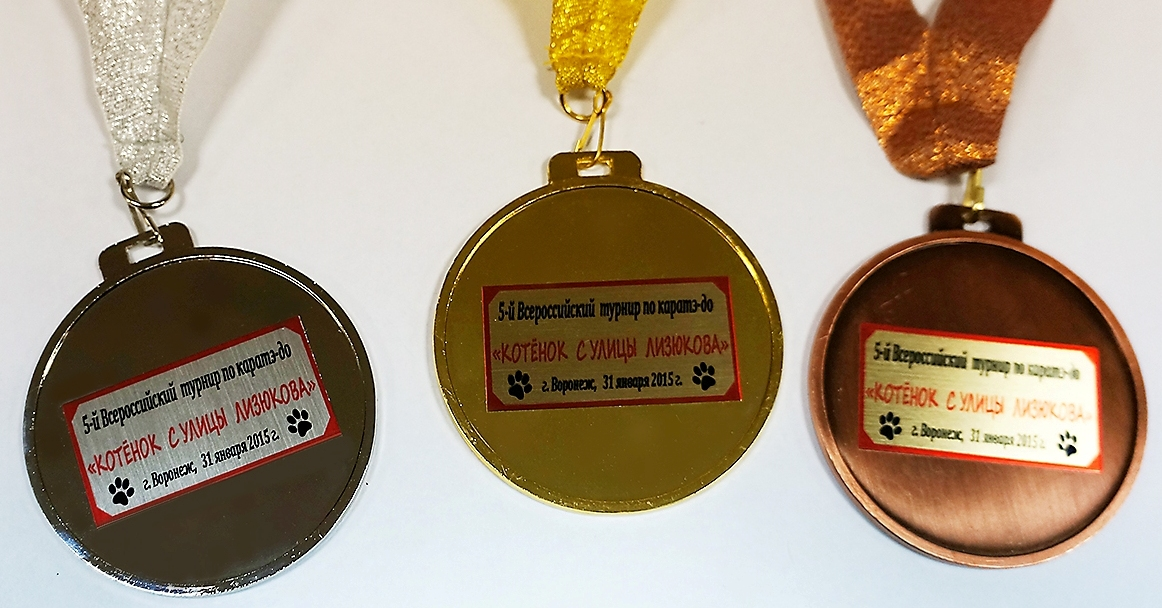 5-й Всероссийский турнир по каратэ-до
«КОТЁНОК С УЛИЦЫ ЛИЗЮКОВА»
г. Воронеж, 31 января 2015 г.
5-й Всероссийский турнир по каратэ-до
«КОТЁНОК С УЛИЦЫ ЛИЗЮКОВА»
г. Воронеж, 31 января 2015 г.
5-й Всероссийский турнир по каратэ-до
«КОТЁНОК С УЛИЦЫ ЛИЗЮКОВА»
г. Воронеж, 31 января 2015 г.